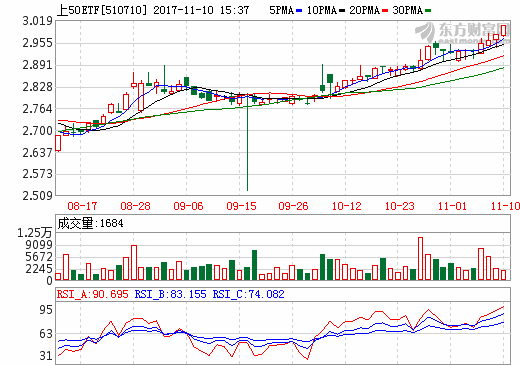 上50ETF[510710] 2017-11-10 15:37 5PMA 10PMA 20PMA 30PMA
东方财富
eastmoney.com
3.019
2.955
2.891
2.828
2.764
2.700
2.637
2.573
2.509
08-17 08-28 09-06 09-15 09-26 10-12 10-23 11-01 11-10
成交量:1684
1.25万
9099
5672
2245
0
RSI_A:90.695 RSI_B:83.155 RSI_C:74.082
95
63
31